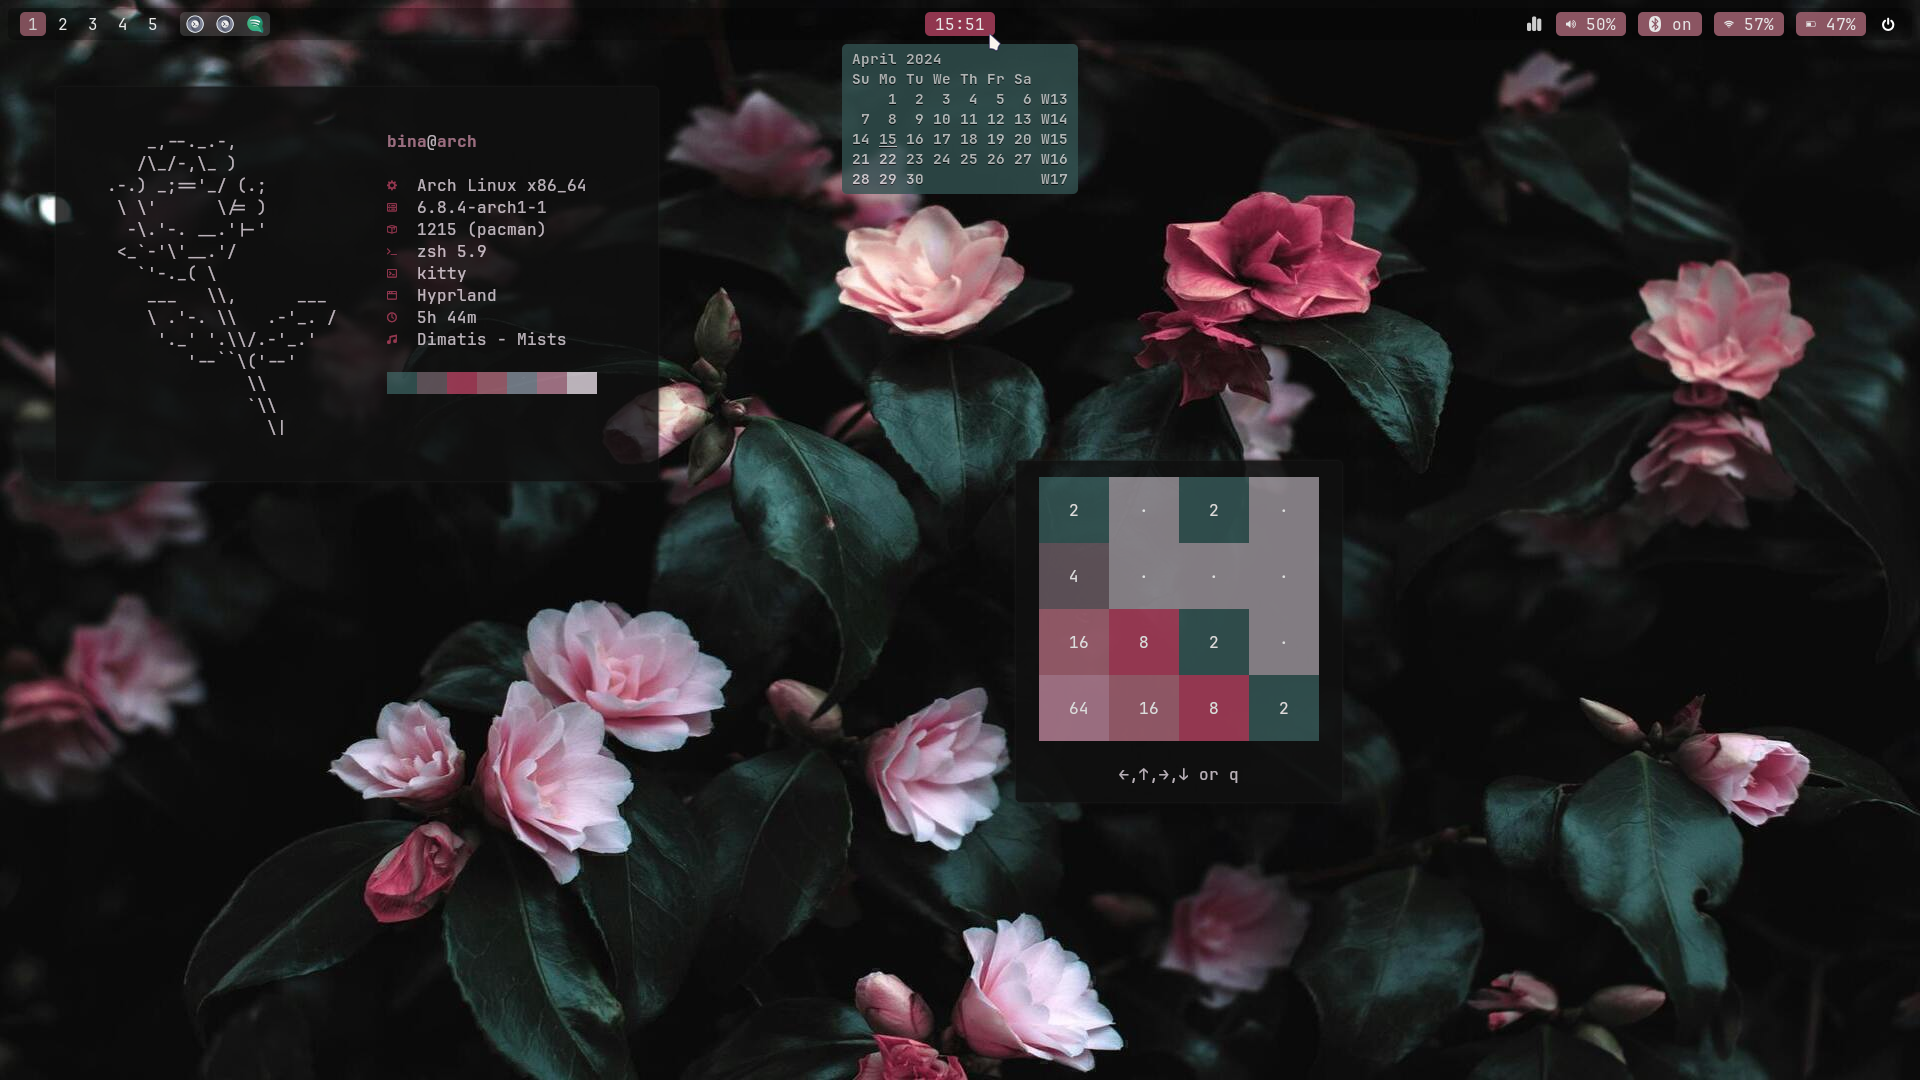 1 2 3 4 5
15:51
50% on 57% 47%
April 2024
Su Mo Tu We Th Fr Sa
1 2 3 4 5 6 W13
7 8 9 10 11 12 13 W14
14 15 16 17 18 19 20 W15
21 22 23 24 25 26 27 W16
28 29 30 W17
bina@arch
Arch Linux x86_64
6.8.4-arch1-1
1215 (pacman)
zsh 5.9
kitty
Hyprland
5h 44m
Dimatis - Mists
2 · 2 ·
4 · · ·
16 8 2 ·
64 16 8 2
←,↑,→,↓ or q